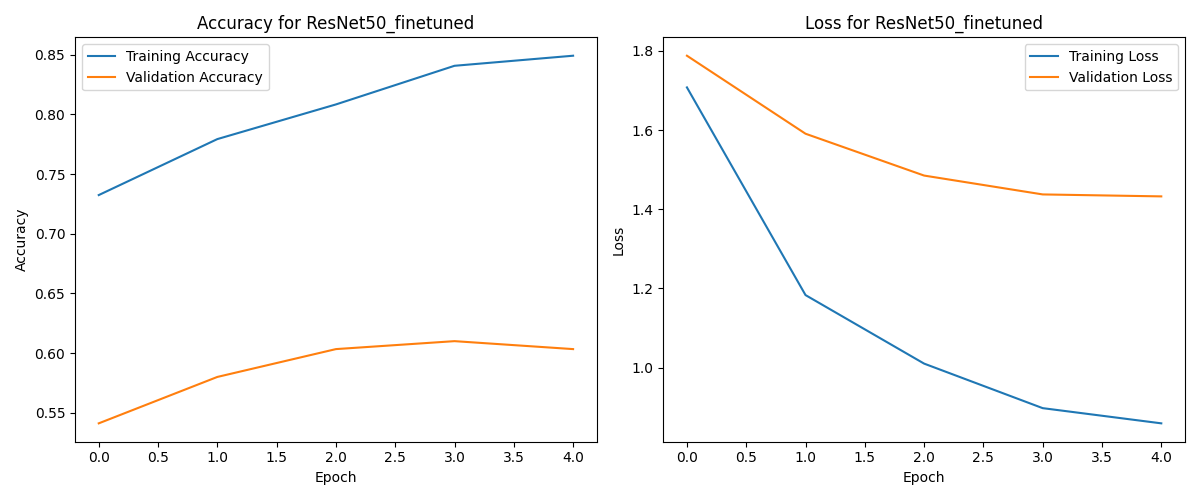 Accuracy for ResNet50_finetuned
Training Accuracy
Validation Accuracy
0.85
0.80
0.75
0.70
0.65
0.60
0.55
Accuracy
0.0 0.5 1.0 1.5 2.0 2.5 3.0 3.5 4.0
Epoch
Loss for ResNet50_finetuned
Training Loss
Validation Loss
1.8
1.6
1.4
1.2
1.0
Loss
0.0 0.5 1.0 1.5 2.0 2.5 3.0 3.5 4.0
Epoch